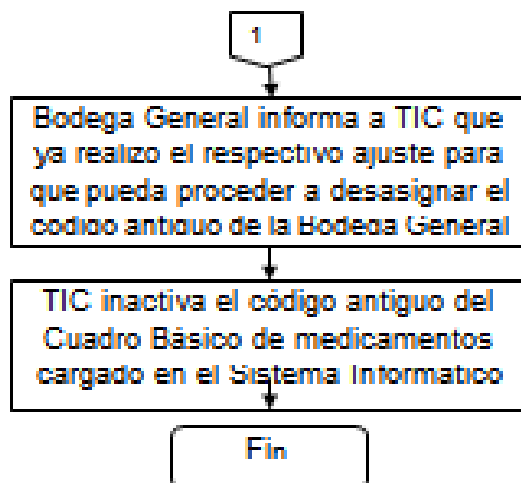 1
Bodega General informa a TIC que
ya realizo el respectivo ajuste para
que pueda proceder a desasignar el
codigo antiguo de la Bodega General
TIC inactiva el código antiguo del
Cuadro Básico de medicamentos
cargado en el Sistema Informatico
Fin